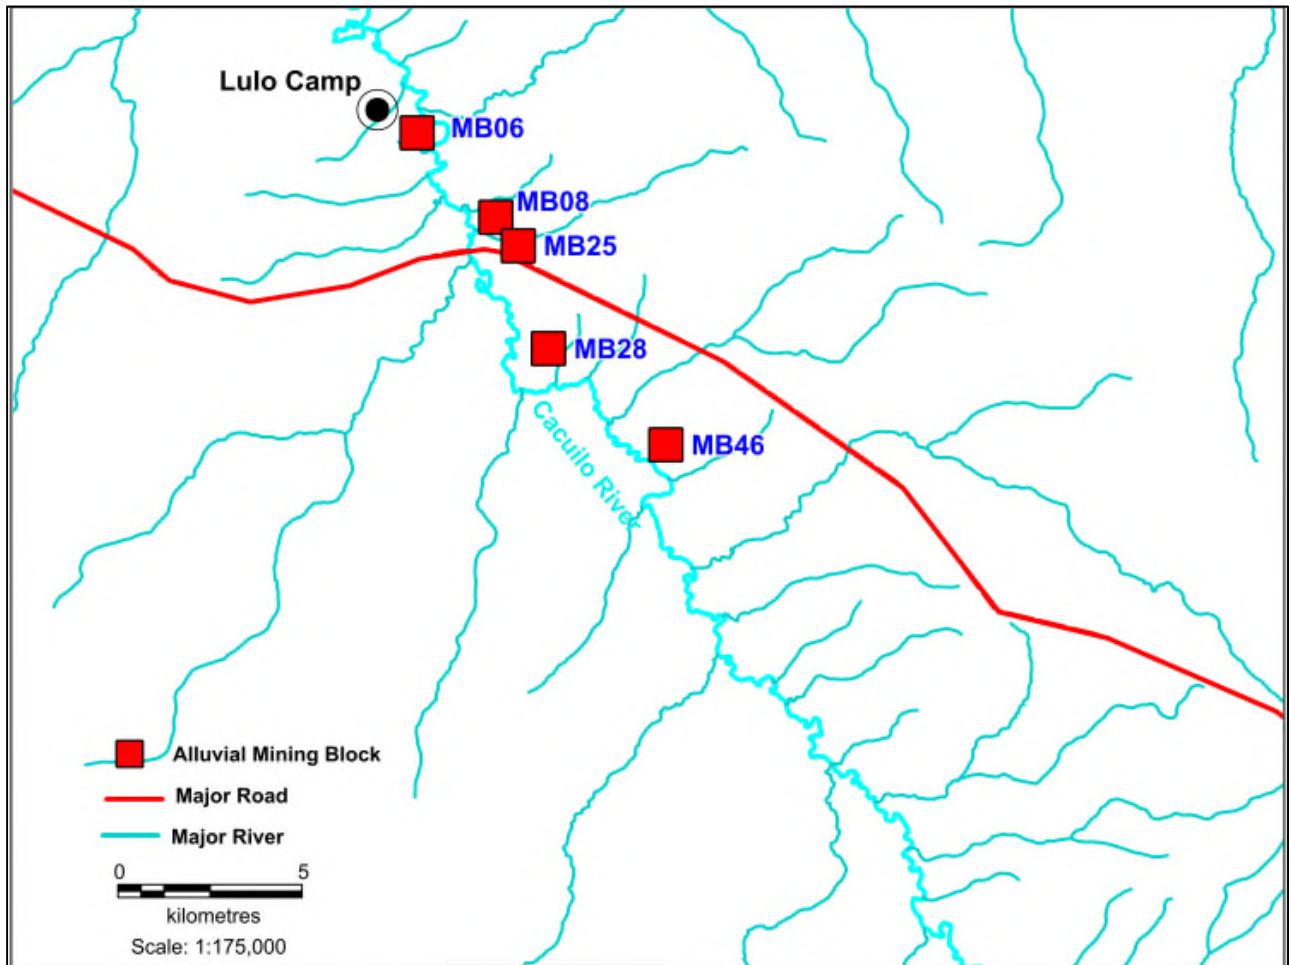 Lulo Camp
MB06
MB08
MB25
MB28
Cacuilo River
MB46
Alluvial Mining Block
Major Road
Major River
0 5
kilometres
Scale: 1:175,000